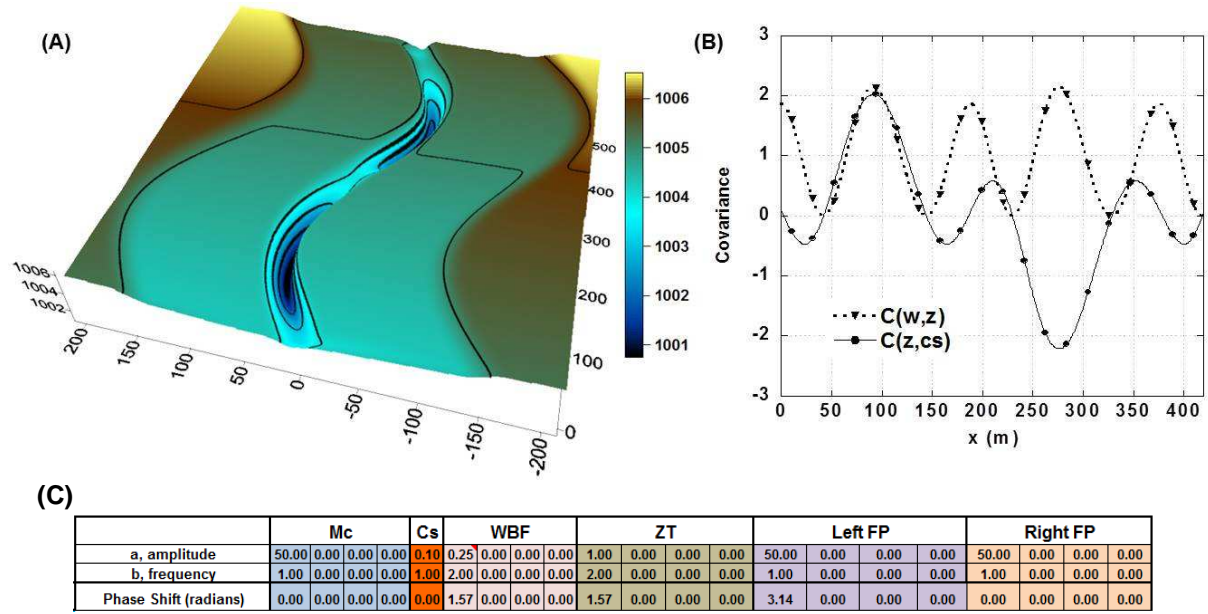 (A)
1006
1005
1004
1003
1002
1001
500
400
300
200
100
0
1006
1004
1002
200
150
100
50
0
-50
-100
-150
-200
(B)
Covariance
3
2
1
0
-1
-2
-3
C(w,z)
C(z,cs)
0 50 100 150 200 250 300 350 400
x (m)
(C)
Mc Cs WBF ZT Left FP Right FP
a, amplitude 50.00 0.00 0.00 0.00 0.10 0.25 0.00 0.00 0.00 1.00 0.00 0.00 0.00 50.00 0.00 0.00 0.00 50.00 0.00 0.00 0.00
b, frequency 1.00 0.00 0.00 0.00 1.00 2.00 0.00 0.00 0.00 2.00 0.00 0.00 0.00 1.00 0.00 0.00 0.00 1.00 0.00 0.00 0.00
Phase Shift (radians) 0.00 0.00 0.00 0.00 0.00 1.57 0.00 0.00 0.00 1.57 0.00 0.00 0.00 3.14 0.00 0.00 0.00 0.00 0.00 0.00 0.00